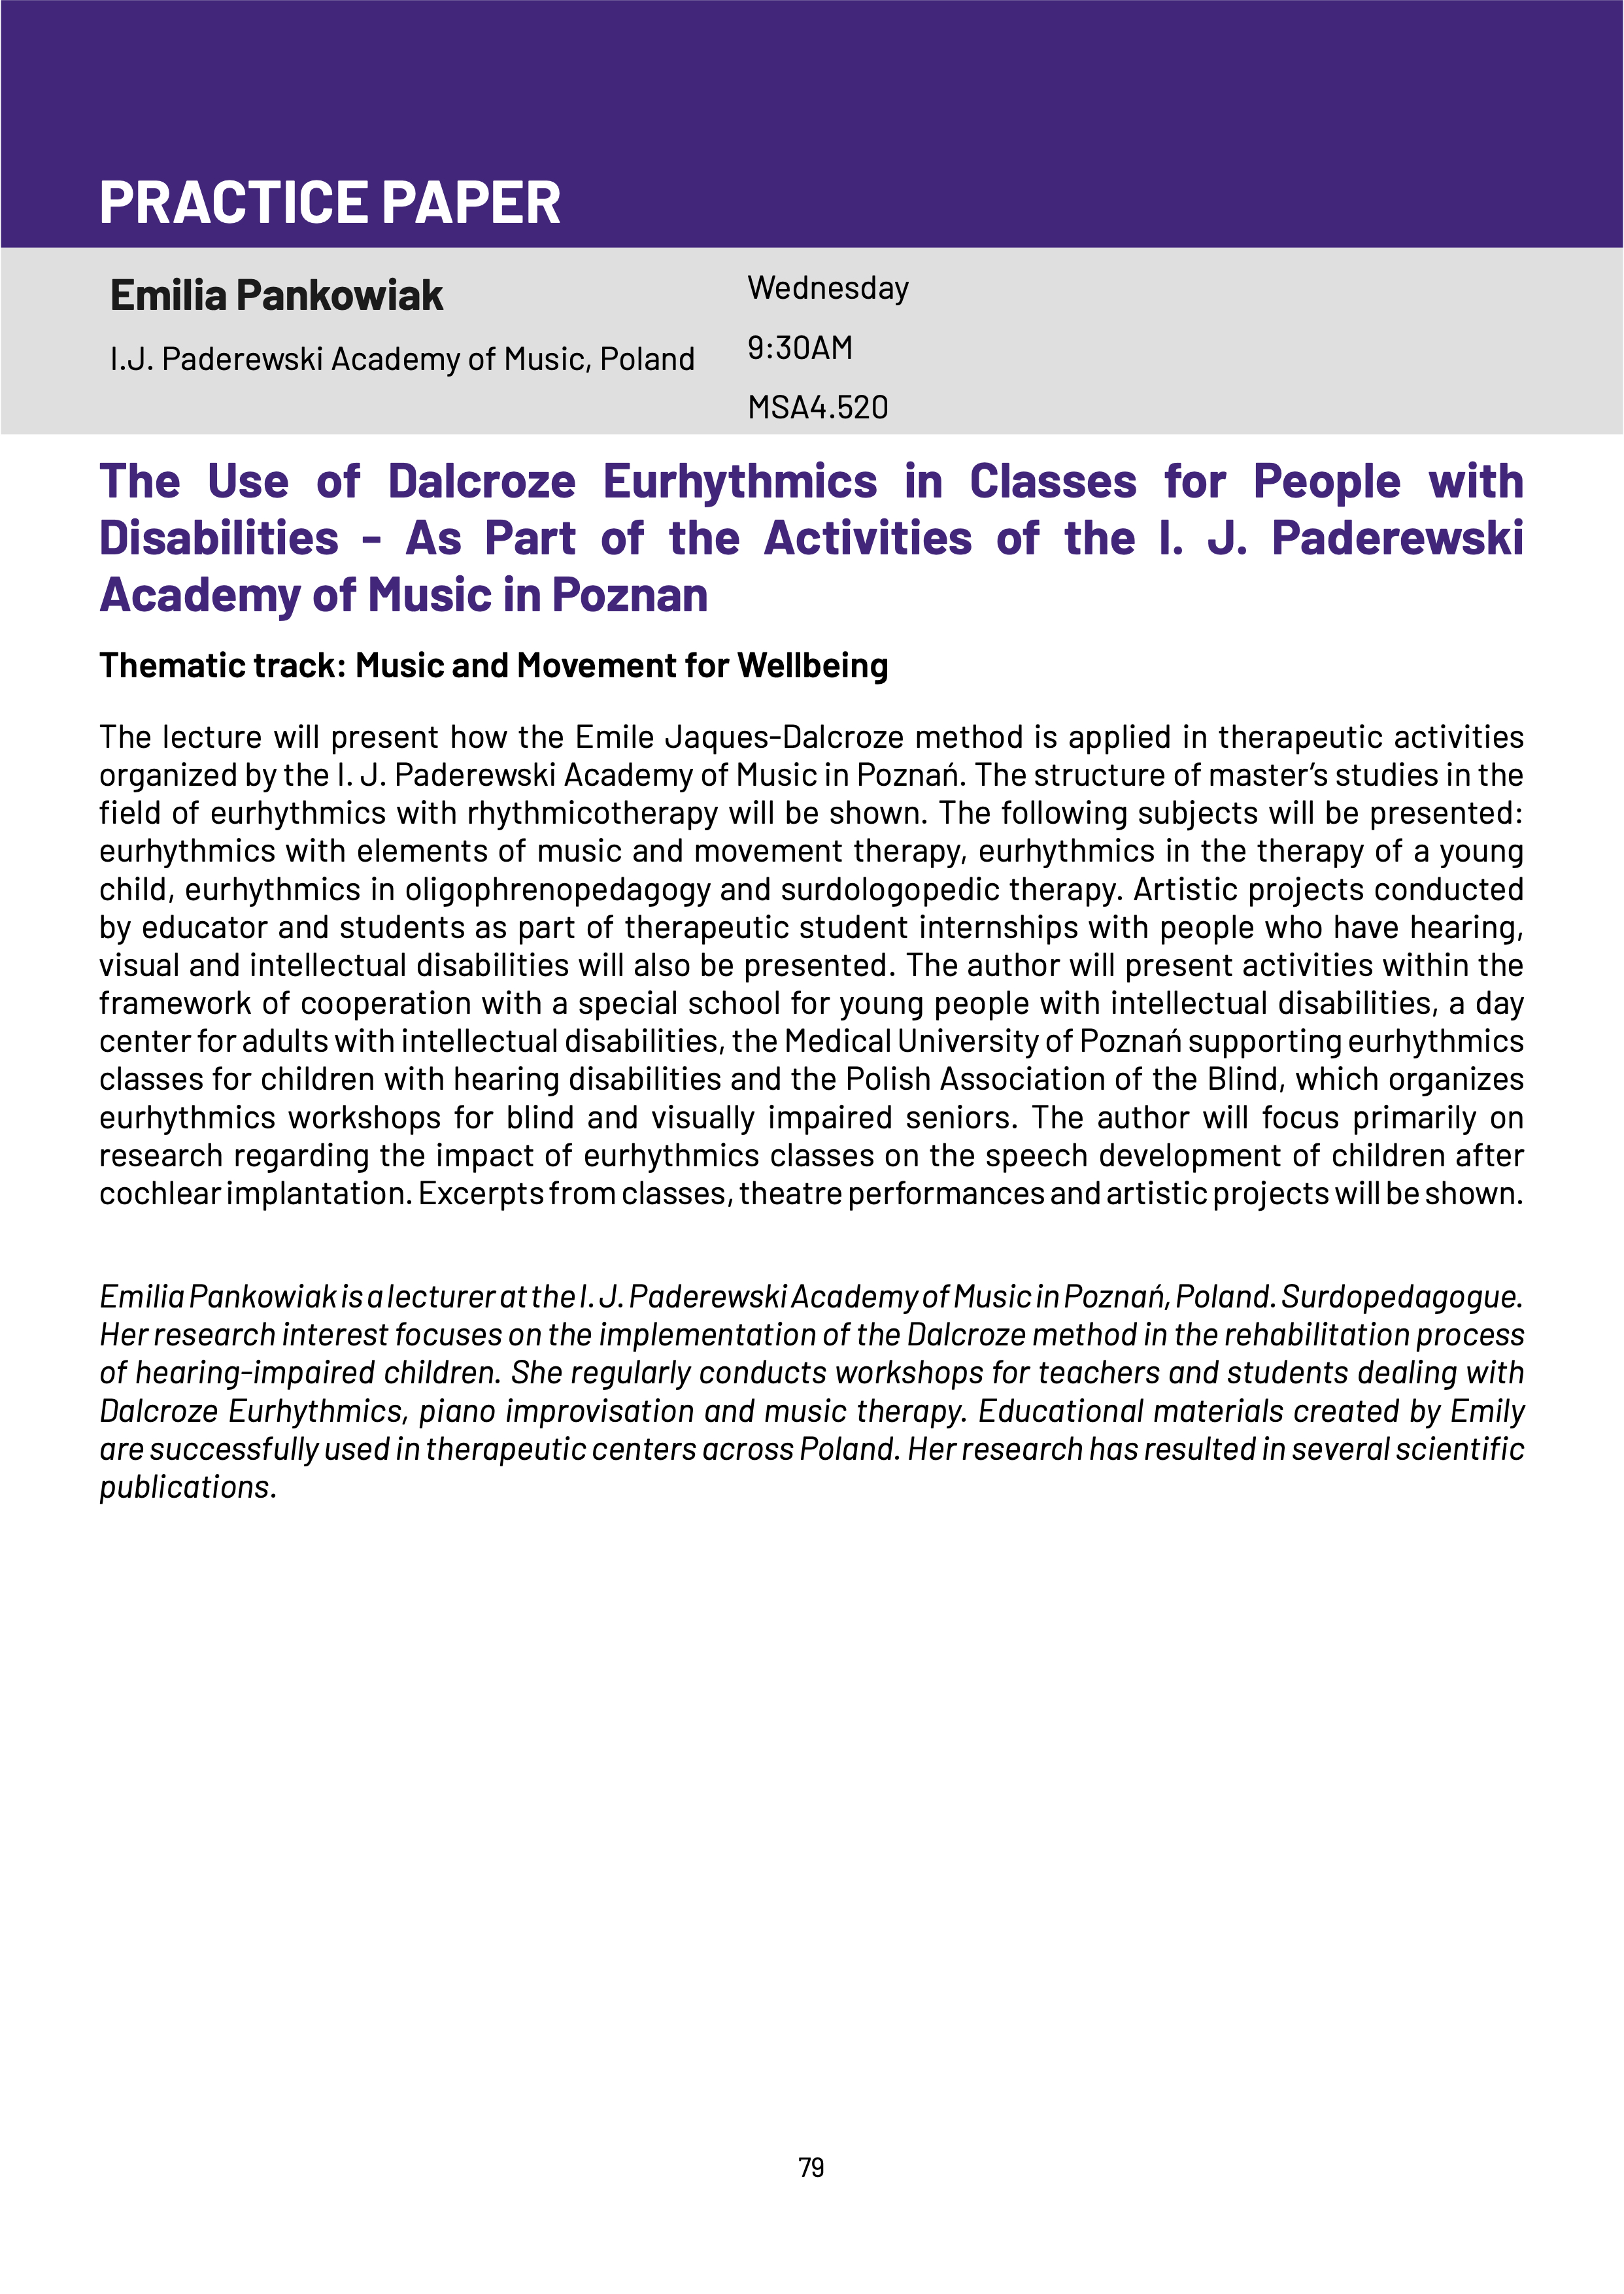 PRACTICE PAPER
Emilia Pankowiak
I.J. Paderewski Academy of Music, Poland
Wednesday
9:30AM
MSA4.520
The Use of Dalcroze Eurhythmics in Classes for People with
Disabilities - As Part of the Activities of the I. J. Paderewski
Academy of Music in Poznan
Thematic track: Music and Movement for Wellbeing
The lecture will present how the Emile Jaques-Dalcroze method is applied in therapeutic activities
organized by the I. J. Paderewski Academy of Music in Poznań. The structure of master’s studies in the
field of eurhythmics with rhythmicotherapy will be shown. The following subjects will be presented:
eurhythmics with elements of music and movement therapy, eurhythmics in the therapy of a young
child, eurhythmics in oligophrenopedagogy and surdologopedic therapy. Artistic projects conducted
by educator and students as part of therapeutic student internships with people who have hearing,
visual and intellectual disabilities will also be presented. The author will present activities within the
framework of cooperation with a special school for young people with intellectual disabilities, a day
center for adults with intellectual disabilities, the Medical University of Poznań supporting eurhythmics
classes for children with hearing disabilities and the Polish Association of the Blind, which organizes
eurhythmics workshops for blind and visually impaired seniors. The author will focus primarily on
research regarding the impact of eurhythmics classes on the speech development of children after
cochlear implantation. Excerpts from classes, theatre performances and artistic projects will be shown.
Emilia Pankowiak is a lecturer at the I. J. Paderewski Academy of Music in Poznań, Poland. Surdopedagogue.
Her research interest focuses on the implementation of the Dalcroze method in the rehabilitation process
of hearing-impaired children. She regularly conducts workshops for teachers and students dealing with
Dalcroze Eurhythmics, piano improvisation and music therapy. Educational materials created by Emily
are successfully used in therapeutic centers across Poland. Her research has resulted in several scientific
publications.
79